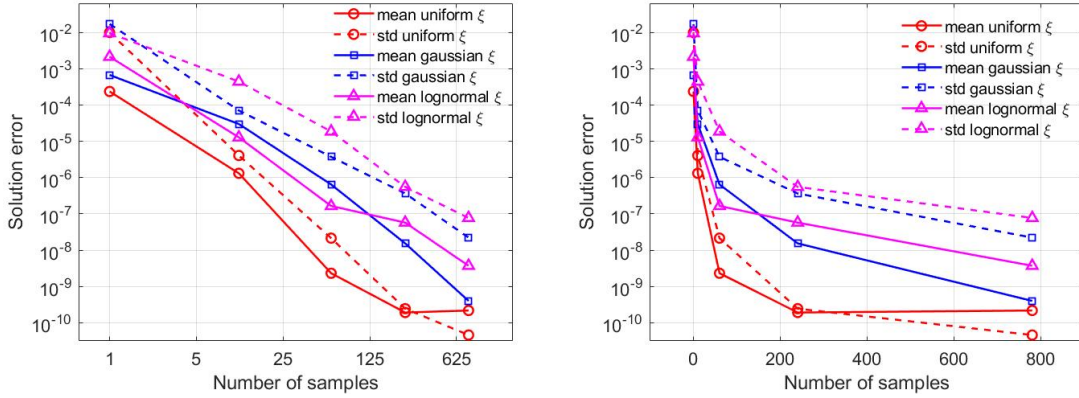 Solution error
10^-2
10^-3
10^-4
10^-5
10^-6
10^-7
10^-8
10^-9
10^-10
1 5 25 125 625
Number of samples
mean uniform ξ
std uniform ξ
mean gaussian ξ
std gaussian ξ
mean lognormal ξ
std lognormal ξ
Solution error
10^-2
10^-3
10^-4
10^-5
10^-6
10^-7
10^-8
10^-9
10^-10
0 200 400 600 800
Number of samples
mean uniform ξ
std uniform ξ
mean gaussian ξ
std gaussian ξ
mean lognormal ξ
std lognormal ξ